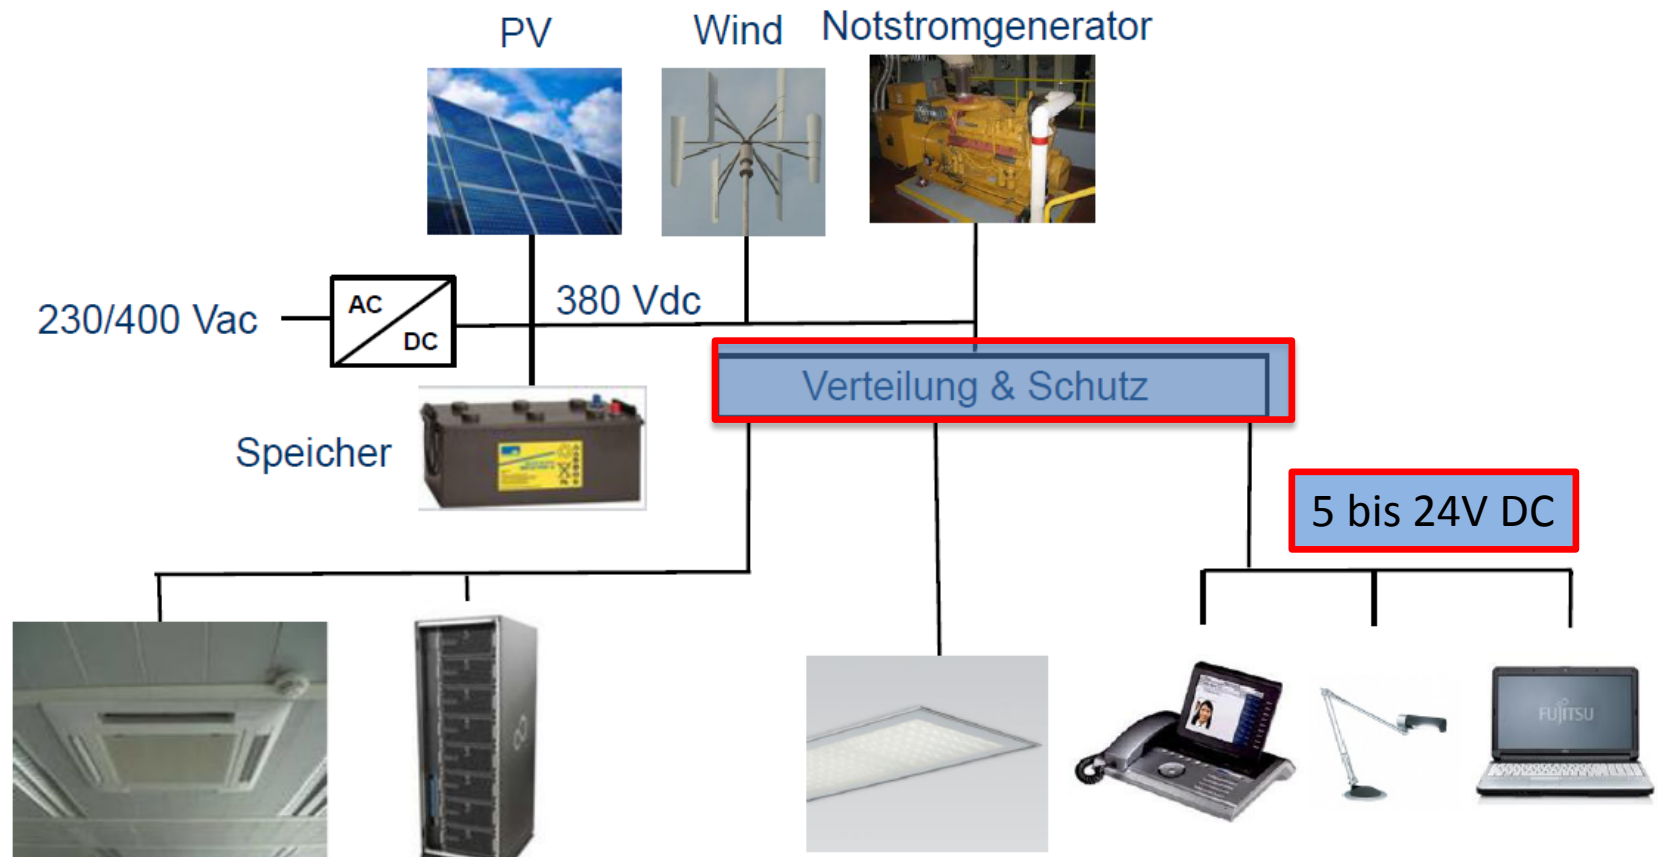 PV
Wind
Notstromgenerator
230/400 Vac
AC
DC
380 Vdc
Verteilung & Schutz
Speicher
5 bis 24V DC
FUJITSU